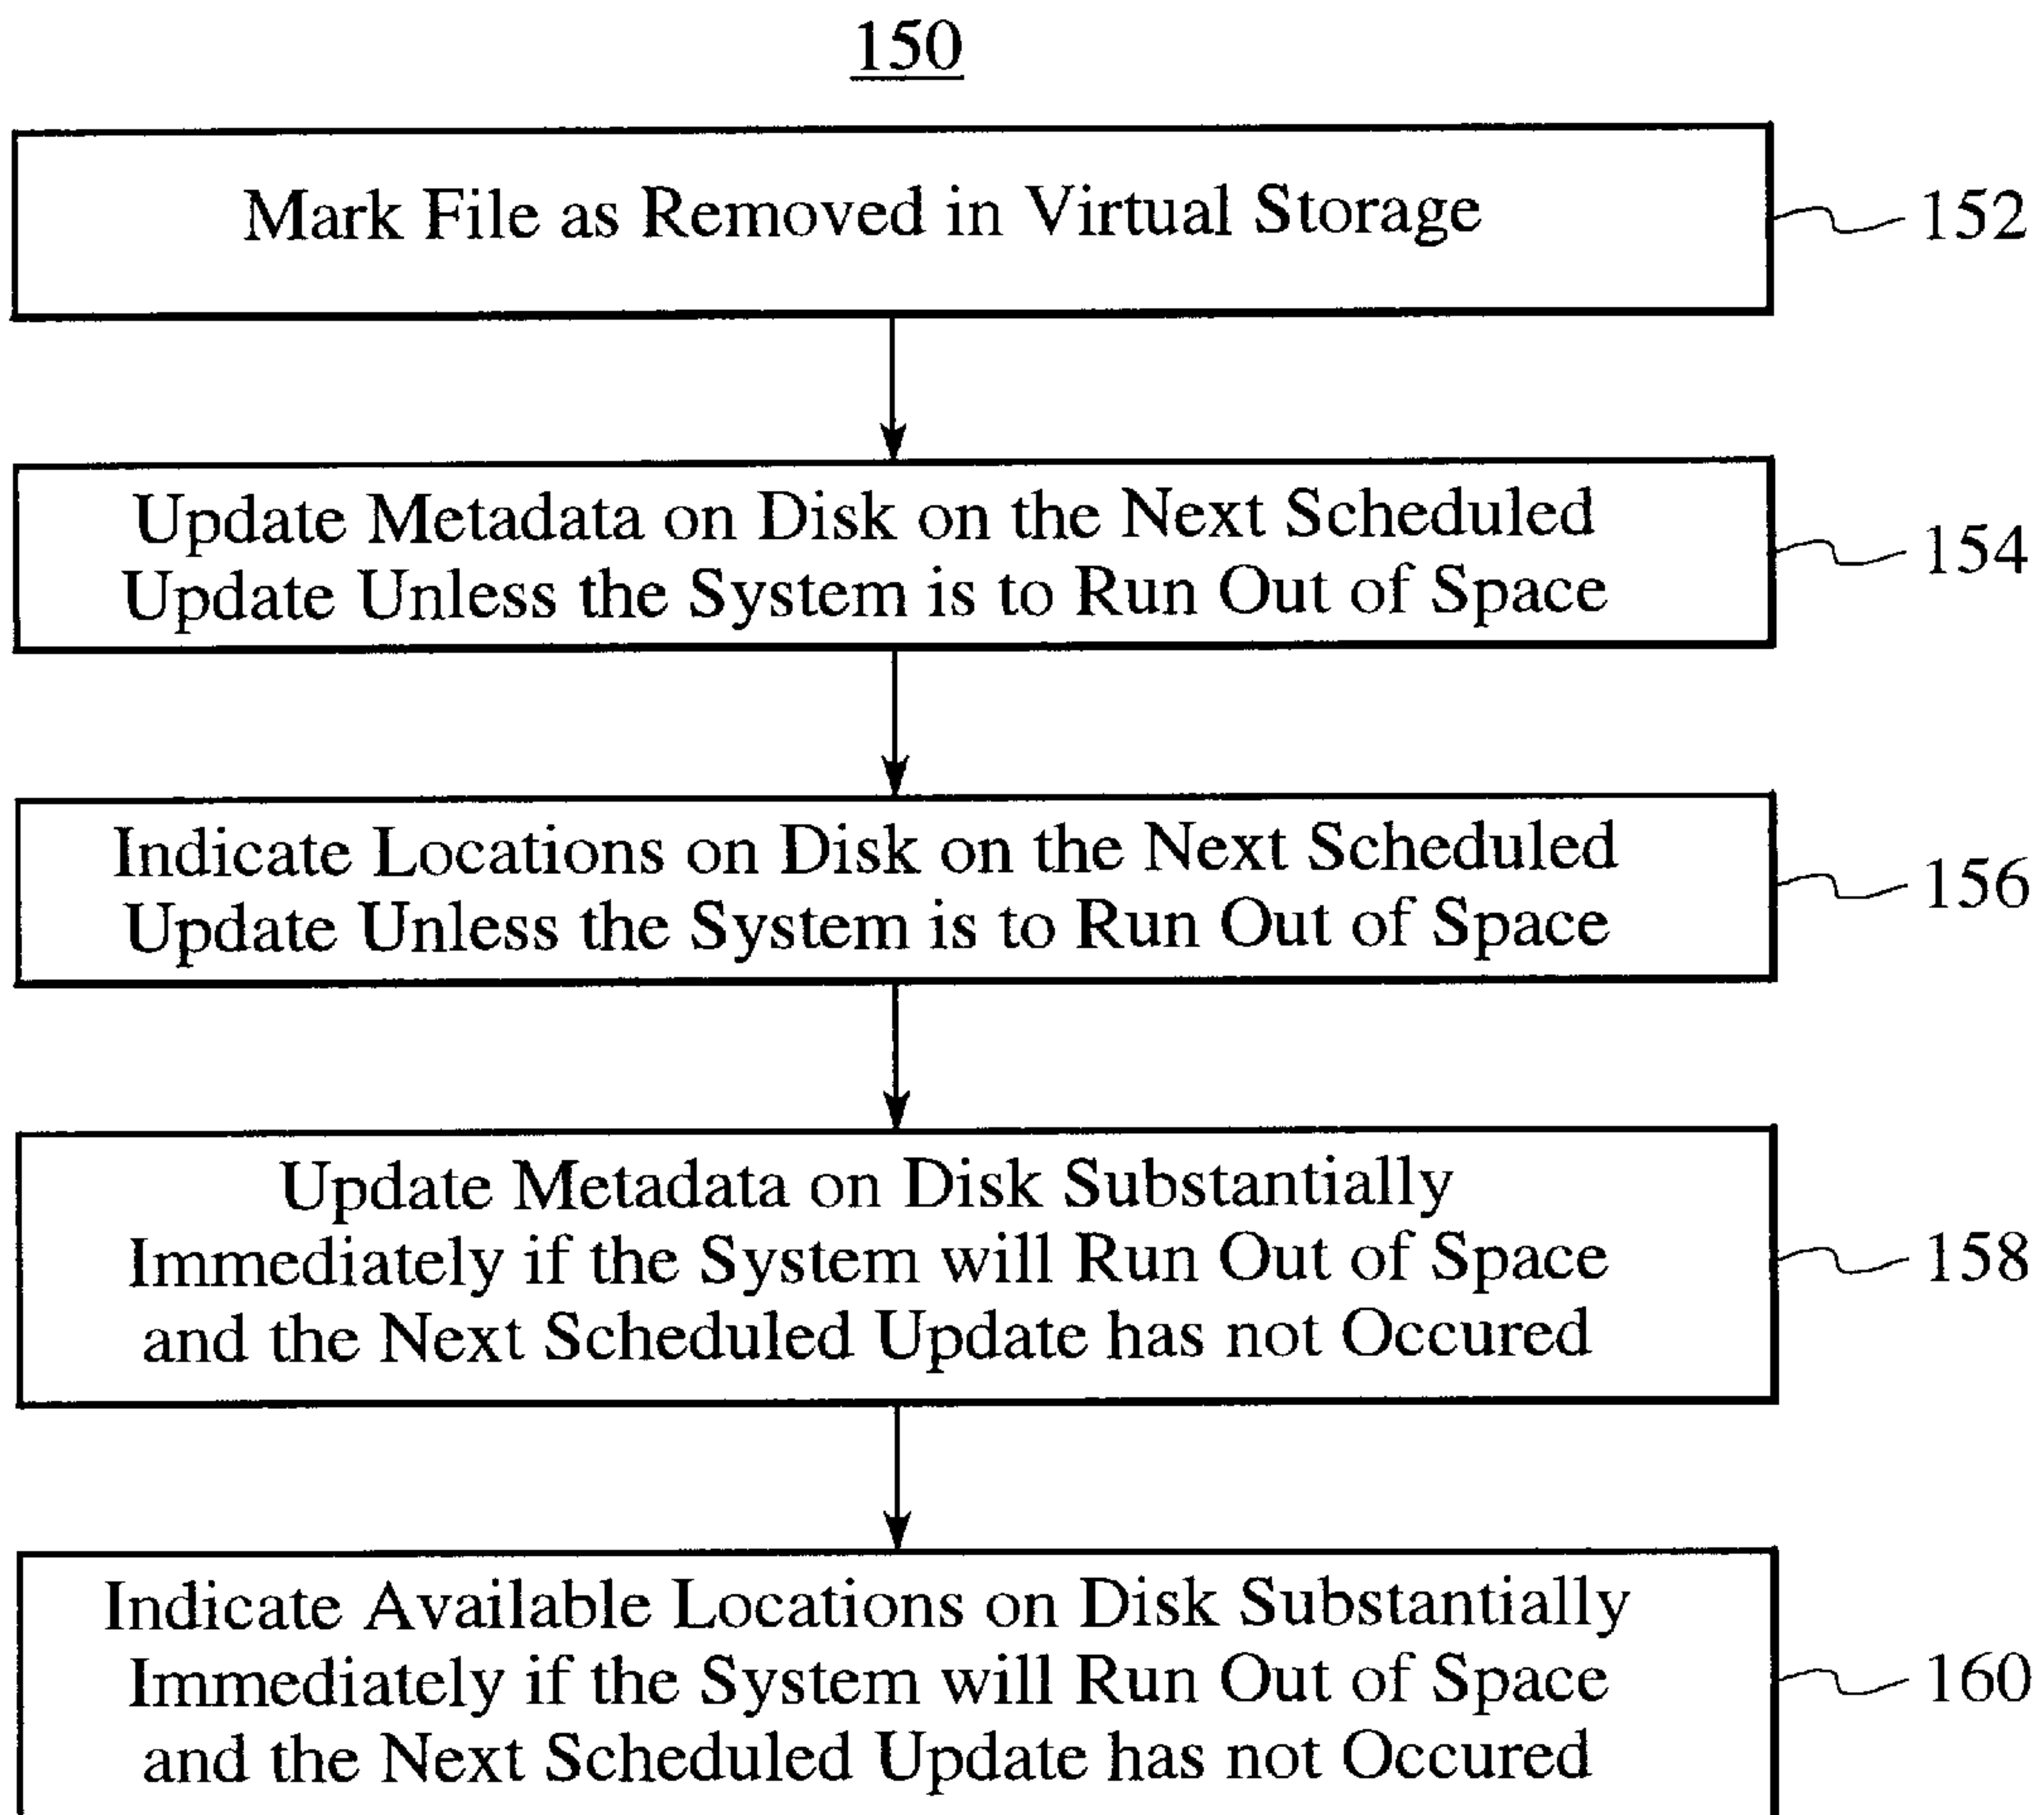 150
Mark File as Removed in Virtual Storage
152
Update Metadata on Disk on the Next Scheduled
Update Unless the System is to Run Out of Space
154
Indicate Locations on Disk on the Next Scheduled
Update Unless the System is to Run Out of Space
156
Update Metadata on Disk Substantially
Immediately if the System will Run Out of Space
and the Next Scheduled Update has not Occured
158
Indicate Available Locations on Disk Substantially
Immediately if the System will Run Out of Space
and the Next Scheduled Update has not Occured
160